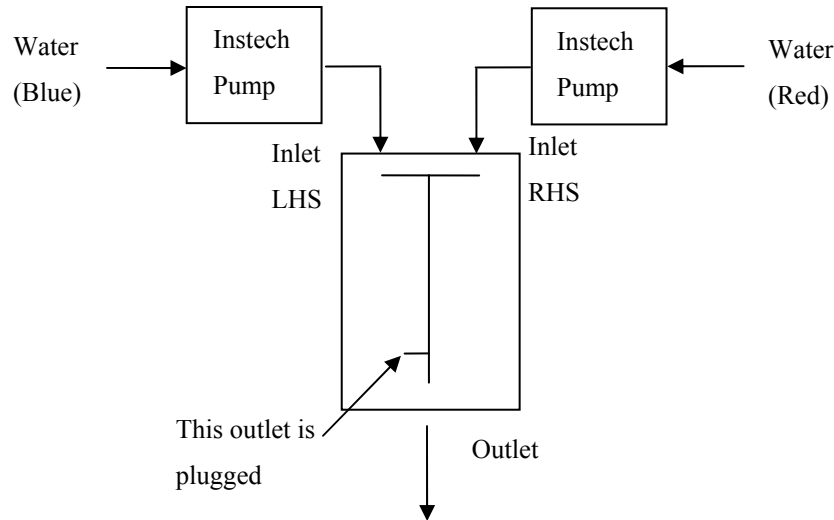 Water
(Blue)
Instech
Pump
Instech
Pump
Water
(Red)
Inlet
LHS
Inlet
RHS
This outlet is
plugged
Outlet